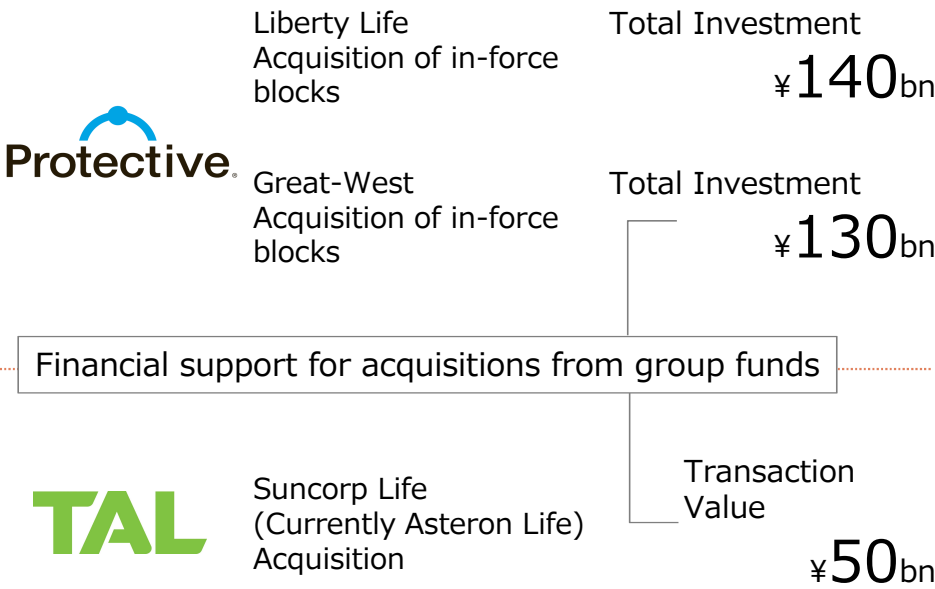 Liberty Life
Acquisition of in-force
blocks
Total Investment
¥140bn
Protective®
Great-West
Acquisition of in-force
blocks
Total Investment
¥130bn
Financial support for acquisitions from group funds
TAL
Suncorp Life
(Currently Asteron Life)
Acquisition
Transaction
Value
¥50bn